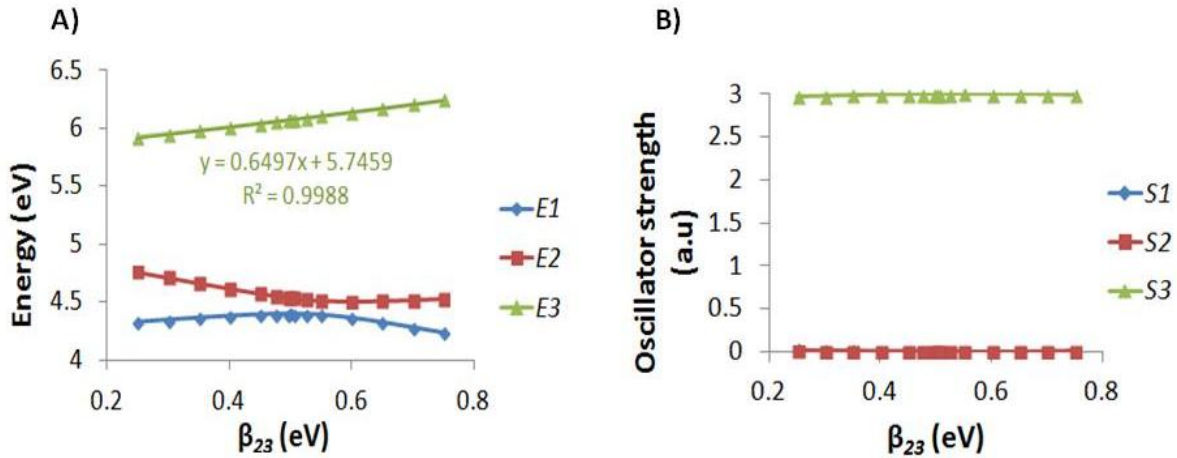 A)
Energy (eV)
6.5
6
5.5
5
4.5
4
0.2
0.4
0.6
0.8
β23 (eV)
y = 0.6497x + 5.7459
R² = 0.9988
E1
E2
E3
B)
Oscillator strength
(a.u)
3
2.5
2
1.5
1
0.5
0
0.2
0.4
0.6
0.8
β23 (eV)
S1
S2
S3